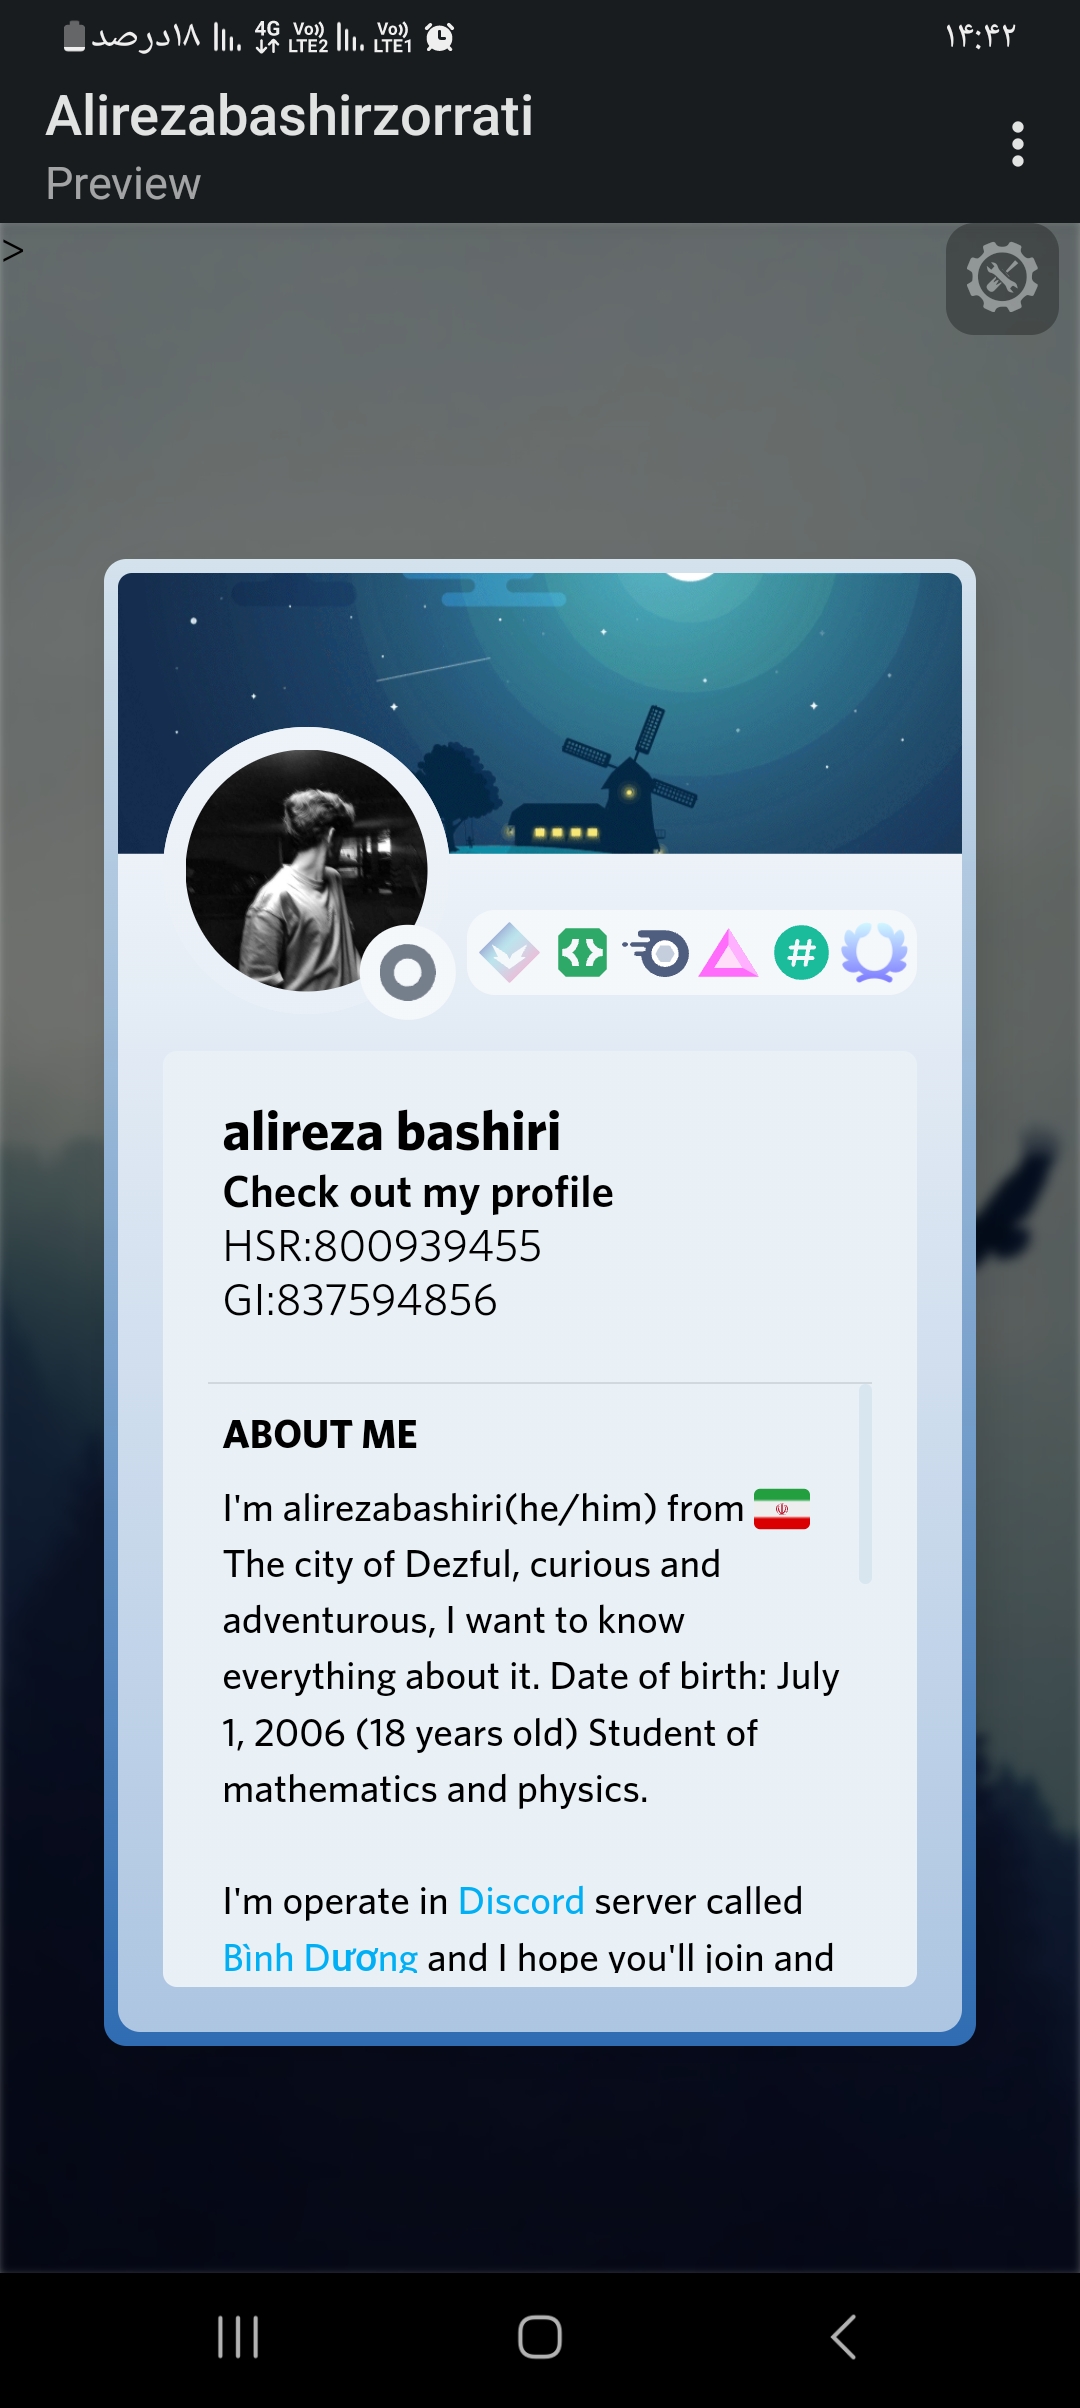 ۱۸درصد 4G Vo)) LTE2 Vo)) LTE1 ۱۴:۴۲
Alirezabashirzorrati
Preview
>
#
alireza bashiri
Check out my profile
HSR:800939455
GI:837594856
ABOUT ME
I'm alirezabashiri(he/him) from 🇮🇷
The city of Dezful, curious and
adventurous, I want to know
everything about it. Date of birth: July
1, 2006 (18 years old) Student of
mathematics and physics.
I'm operate in Discord server called
Bình Dương and I hope you'll join and